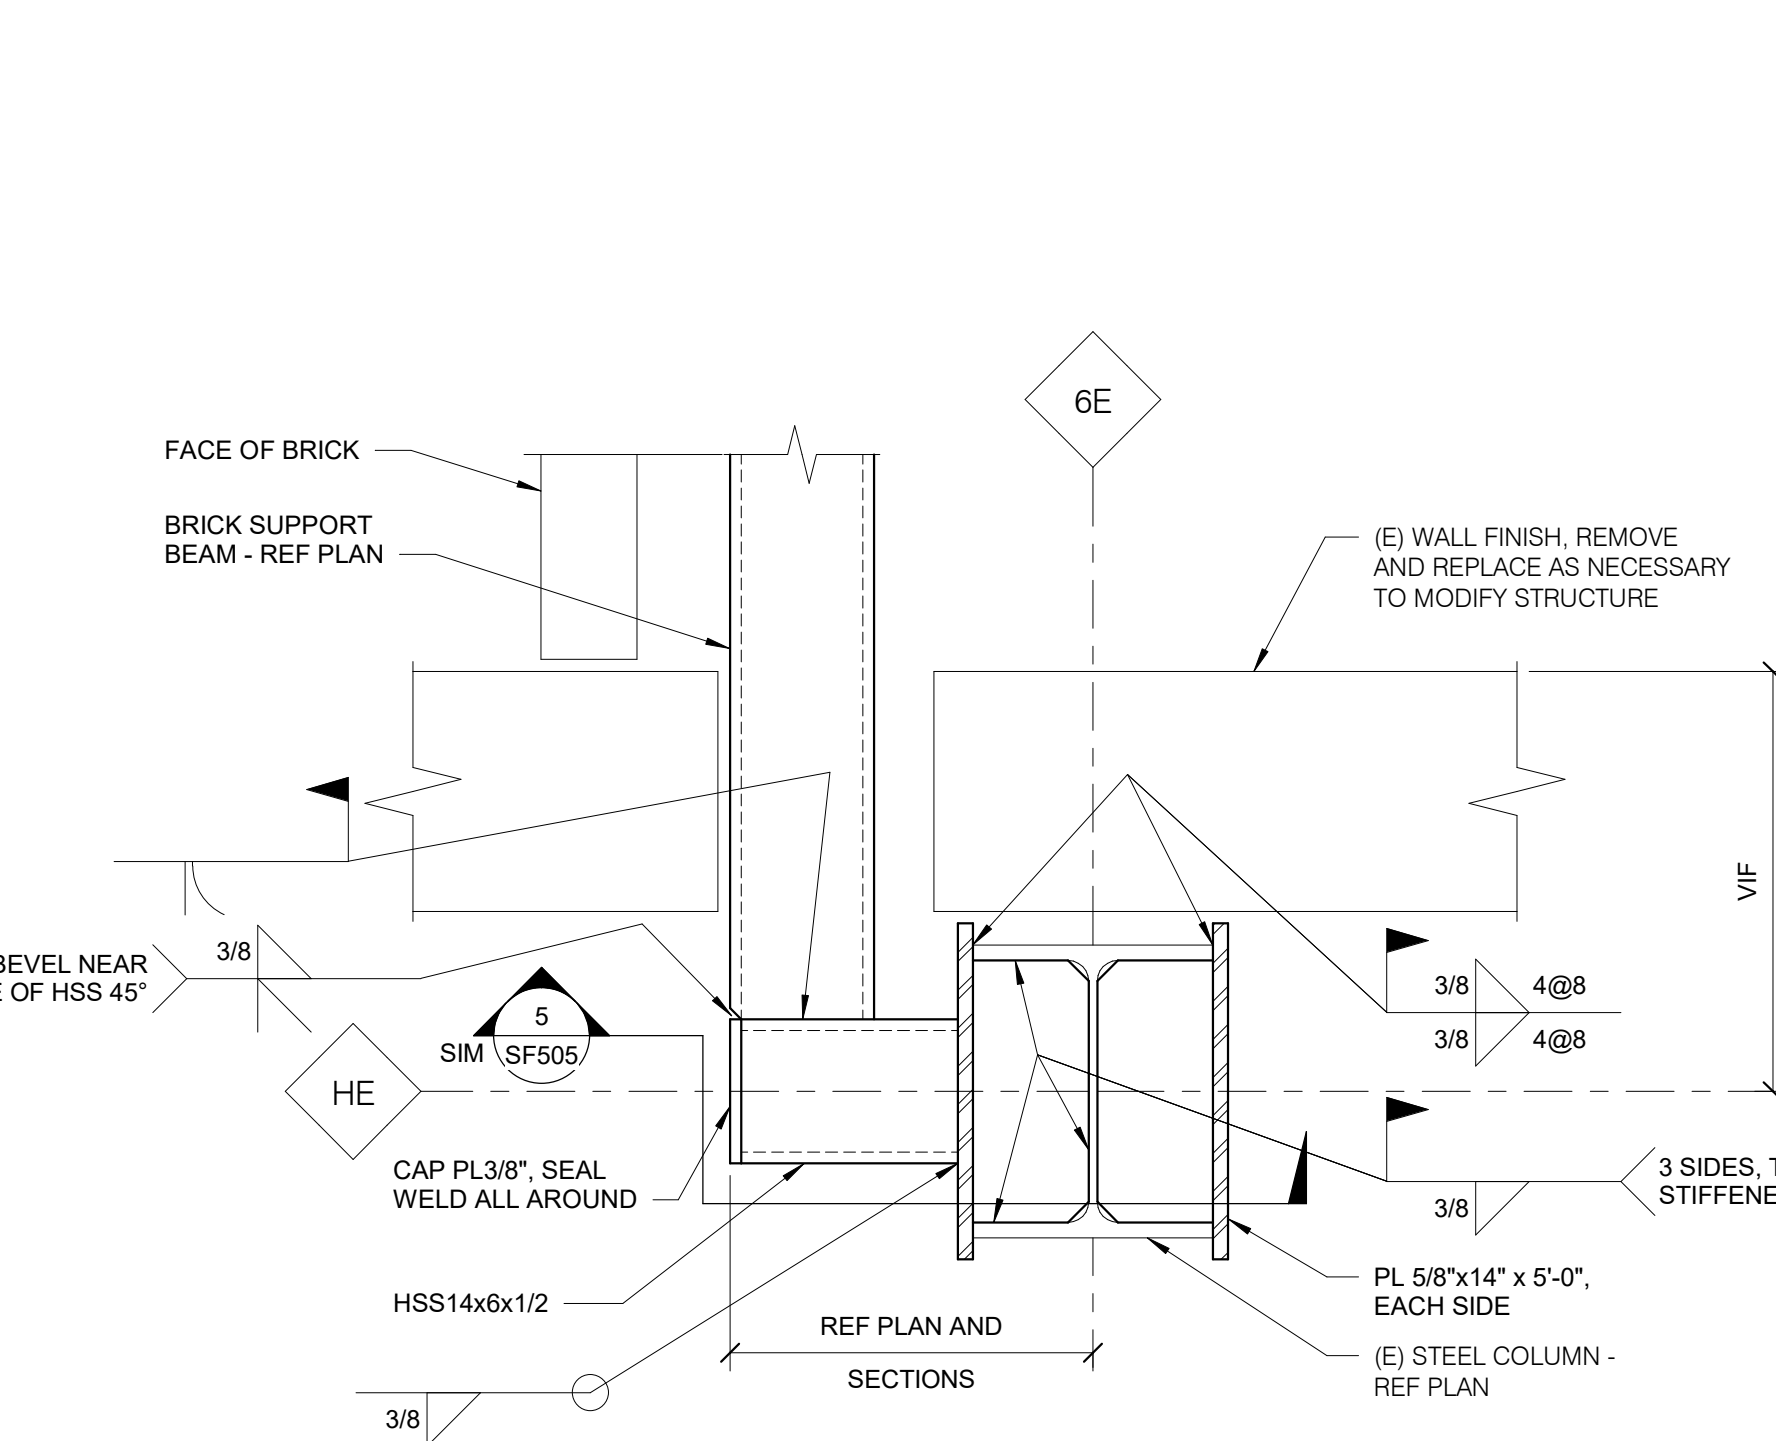 6E
FACE OF BRICK
BRICK SUPPORT
BEAM - REF PLAN
(E) WALL FINISH, REMOVE
AND REPLACE AS NECESSARY
TO MODIFY STRUCTURE
VIF
3/8
BEVEL NEAR
OF HSS 45°
5
SIM
SF505
HE
3/8
4@8
3/8
4@8
CAP PL3/8", SEAL
WELD ALL AROUND
3 SIDES,
3/8
HSS14x6x1/2
PL 5/8"x14" x 5'-0",
EACH SIDE
REF PLAN AND
SECTIONS
(E) STEEL COLUMN -
REF PLAN
3/8